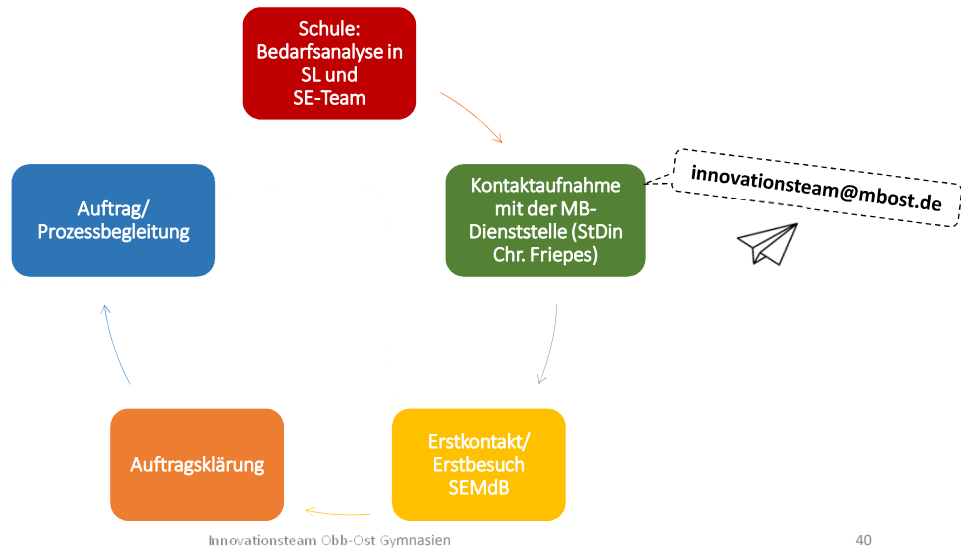 Schule:
Bedarfsanalyse in
SL und
SE-Team
Kontaktaufnahme
mit der MB-
Dienststelle (StDin
Chr. Friepes)
innovationsteam@mbost.de
Erstkontakt/
Erstbesuch
SEMdB
Auftragsklärung
Auftrag/
Prozessbegleitung
Innovationsteam Obb-Ost Gymnasien
40